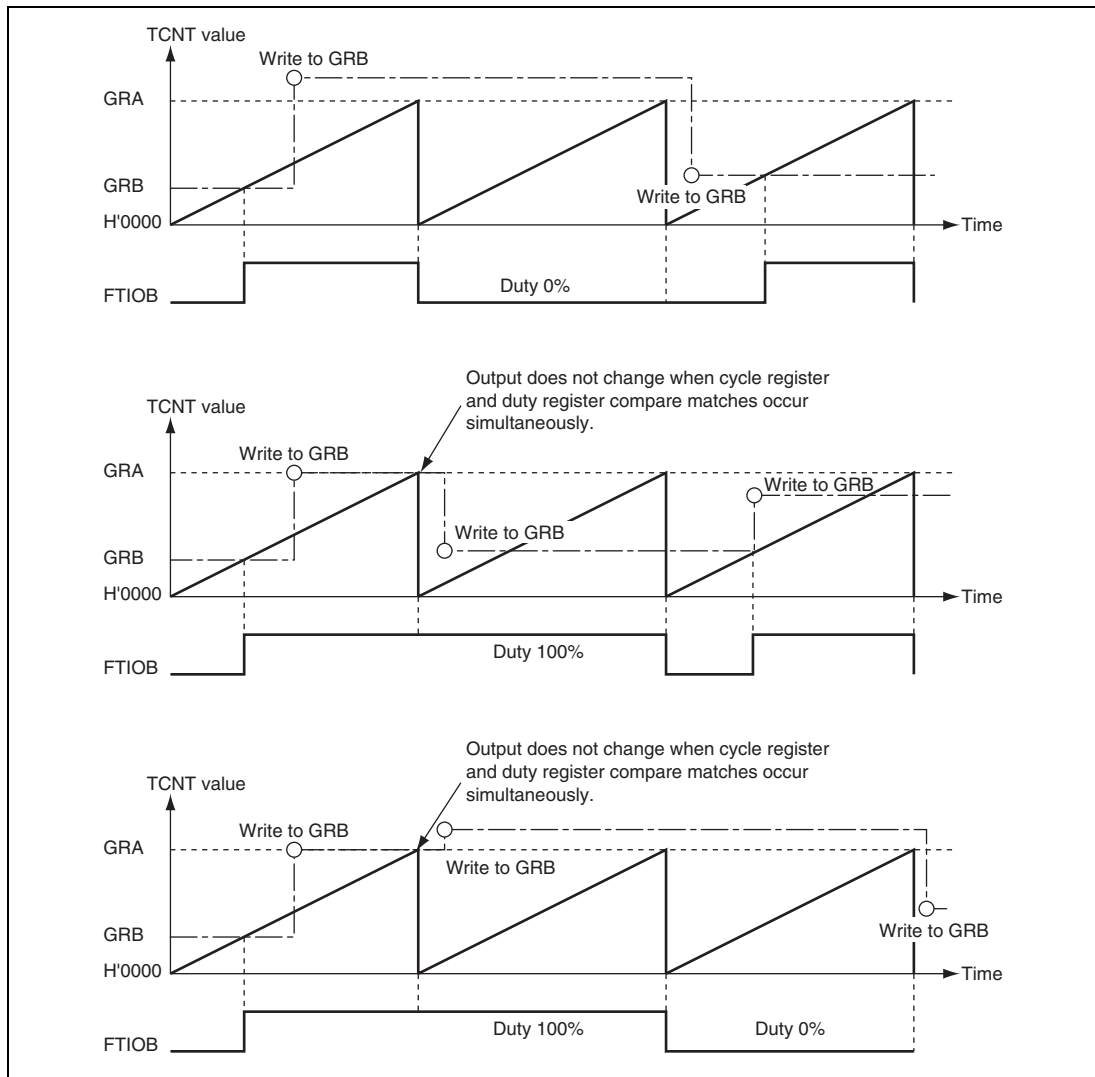 TCNT value
Write to GRB
GRA
GRB
Write to GRB
H'0000
Time
FTIOB
Duty 0%
Output does not change when cycle register
and duty register compare matches occur
simultaneously.
TCNT value
Write to GRB
GRA
Write to GRB
Write to GRB
GRB
H'0000
Time
FTIOB
Duty 100%
Output does not change when cycle register
and duty register compare matches occur
simultaneously.
TCNT value
Write to GRB
GRA
Write to GRB
Write to GRB
GRB
H'0000
Time
FTIOB
Duty 100%
Duty 0%